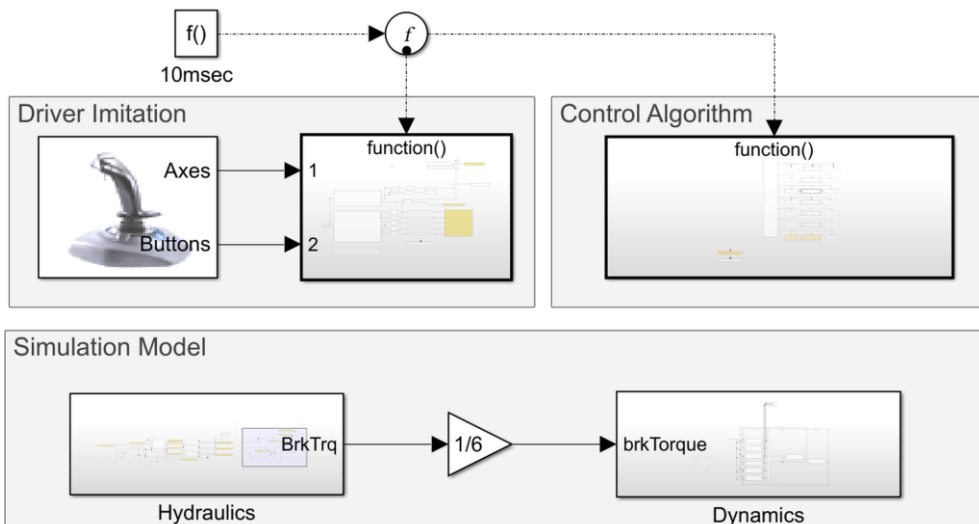 f()
f
10msec
Driver Imitation
Control Algorithm
function()
function()
Axes
1
Buttons
2
Simulation Model
BrkTrq
1/6
brkTorque
Hydraulics
Dynamics